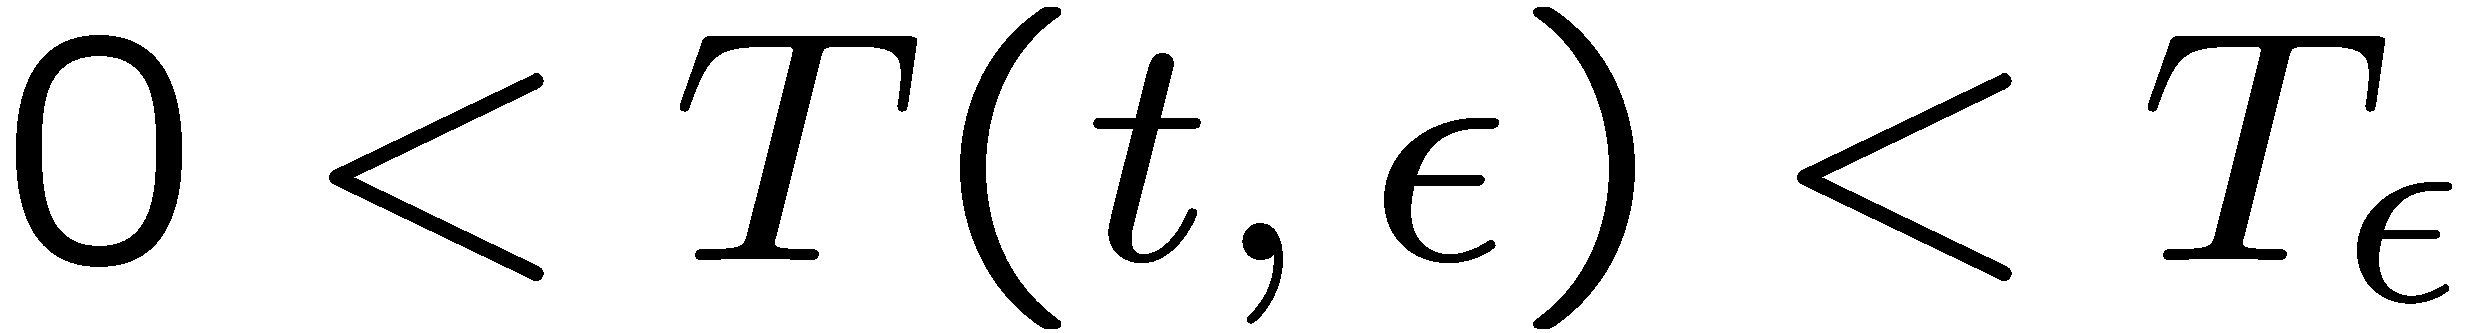 0 < T(t, ϵ) < T_ϵ